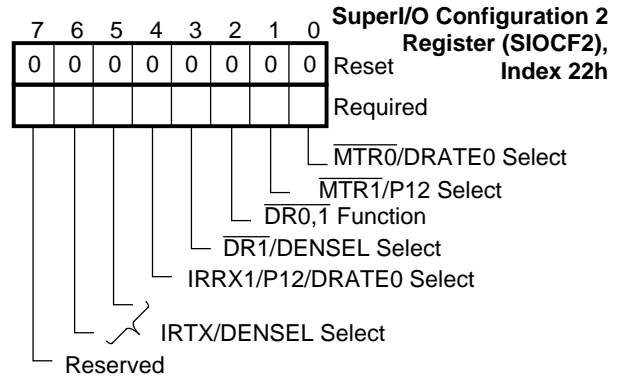 SuperI/O Configuration 2
Register (SIOCF2),
Index 22h
7 6 5 4 3 2 1 0
0 0 0 0 0 0 0 0 Reset
Required
MTR0/DRATE0 Select
MTR1/P12 Select
DR0,1 Function
DR1/DENSEL Select
IRRX1/P12/DRATE0 Select
IRTX/DENSEL Select
Reserved